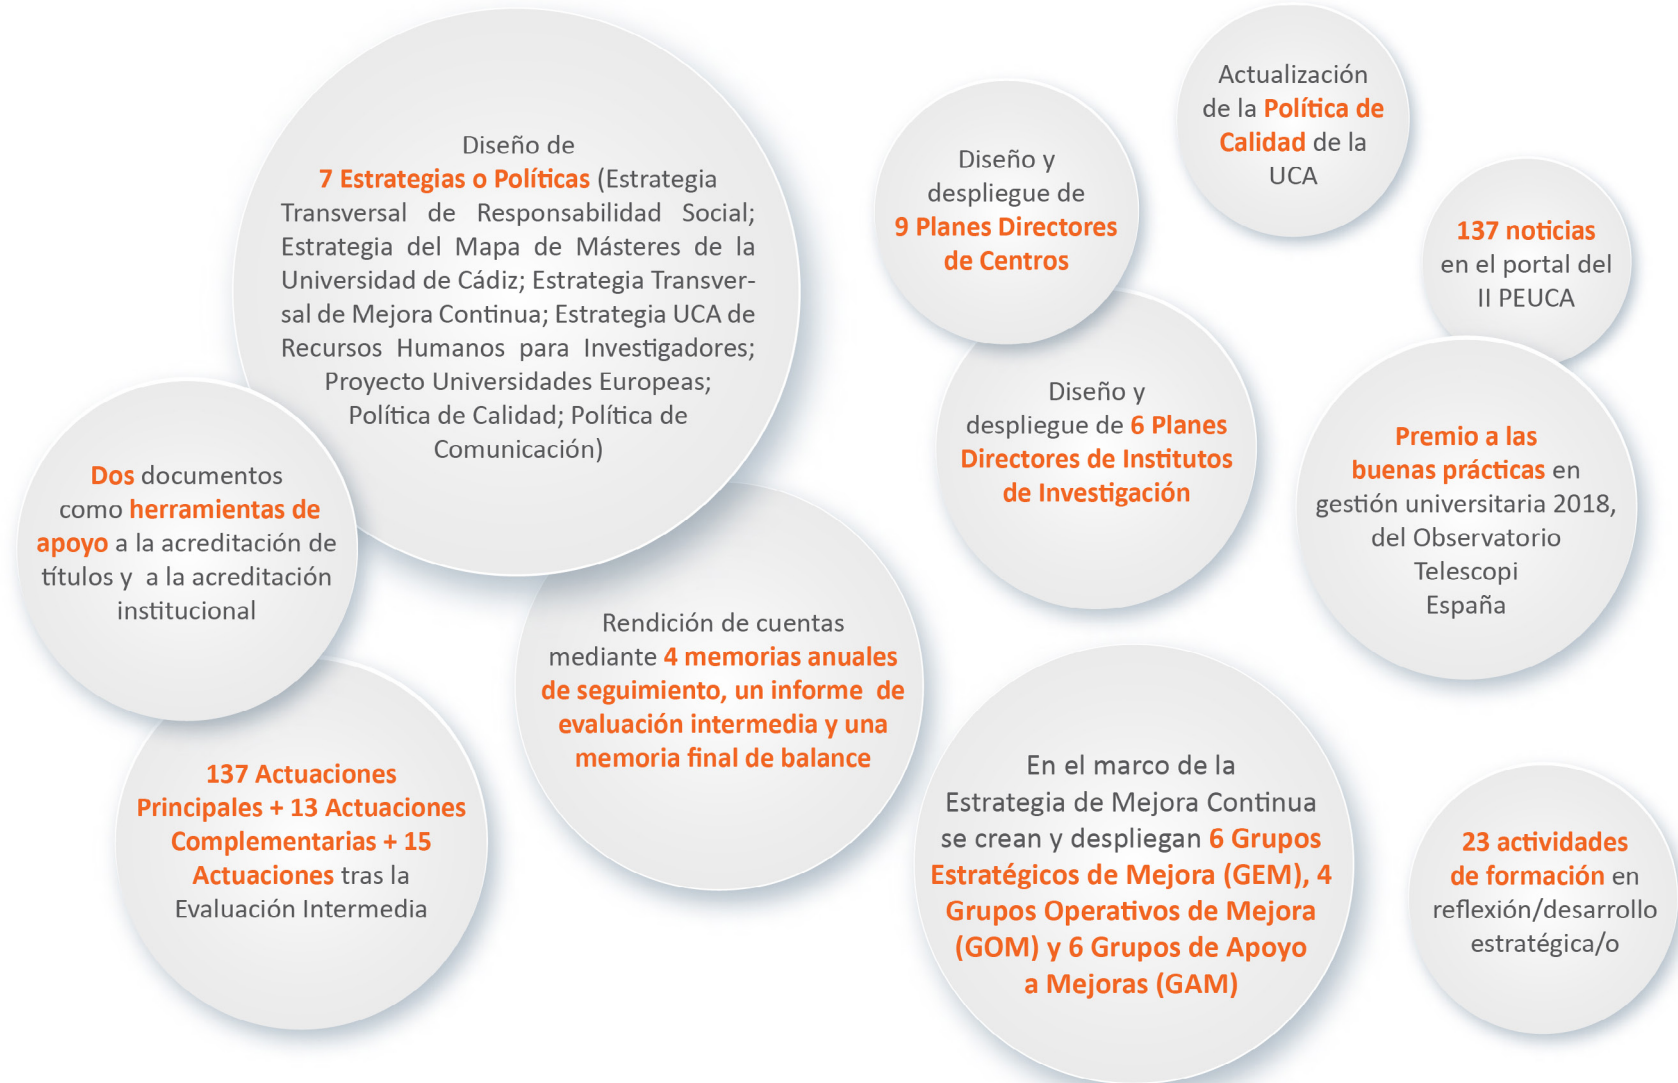 Diseño de
7 Estrategias o Políticas (Estrategia
Transversal de Responsabilidad Social;
Estrategia del Mapa de Másteres de la
Universidad de Cádiz; Estrategia Transver-
sal de Mejora Continua; Estrategia UCA de
Recursos Humanos para Investigadores;
Proyecto Universidades Europeas;
Política de Calidad; Política de
Comunicación)
Diseño y
despliegue de
9 Planes Directores
de Centros
Actualización
de la Política de
Calidad de la
UCA
137 noticias
en el portal del
II PEUCA
Diseño y
despliegue de 6 Planes
Directores de Institutos
de Investigación
Premio a las
buenas prácticas en
gestión universitaria 2018,
del Observatorio
Telescopi
España
Dos documentos
como herramientas de
apoyo a la acreditación de
títulos y  a la acreditación
institucional
Rendición de cuentas
mediante 4 memorias anuales
de seguimiento, un informe  de
evaluación intermedia y una
memoria final de balance
137 Actuaciones
Principales + 13 Actuaciones
Complementarias + 15
Actuaciones tras la
Evaluación Intermedia
En el marco de la
Estrategia de Mejora Continua
se crean y despliegan 6 Grupos
Estratégicos de Mejora (GEM), 4
Grupos Operativos de Mejora
(GOM) y 6 Grupos de Apoyo
a Mejoras (GAM)
23 actividades
de formación en
reflexión/desarrollo
estratégica/o